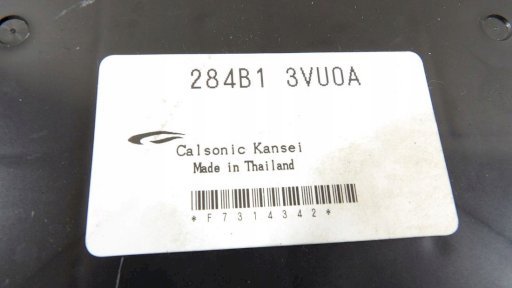 284B1 3VU0A
Calsonic Kansei
Made in Thailand
*F7314342*